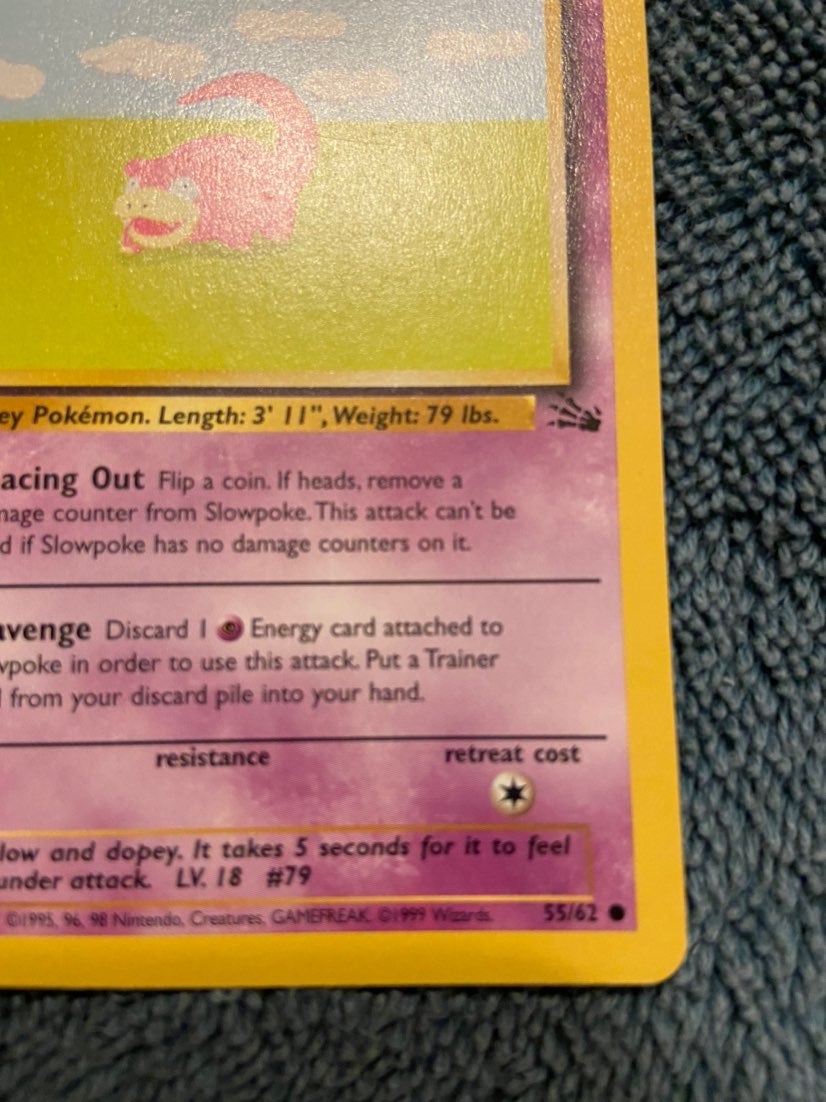 ey Pokémon. Length: 3' 11", Weight: 79 lbs.
acing Out Flip a coin. If heads, remove a
mage counter from Slowpoke. This attack can't be
d if Slowpoke has no damage counters on it.
avenge Discard 1 Energy card attached to
wpoke in order to use this attack. Put a Trainer
l from your discard pile into your hand.
resistance retreat cost
low and dopey. It takes 5 seconds for it to feel
under attack. LV. 18 #79
©1995, 96, 98 Nintendo, Creatures, GAMEFREAK. ©1999 Wizards. 55/62